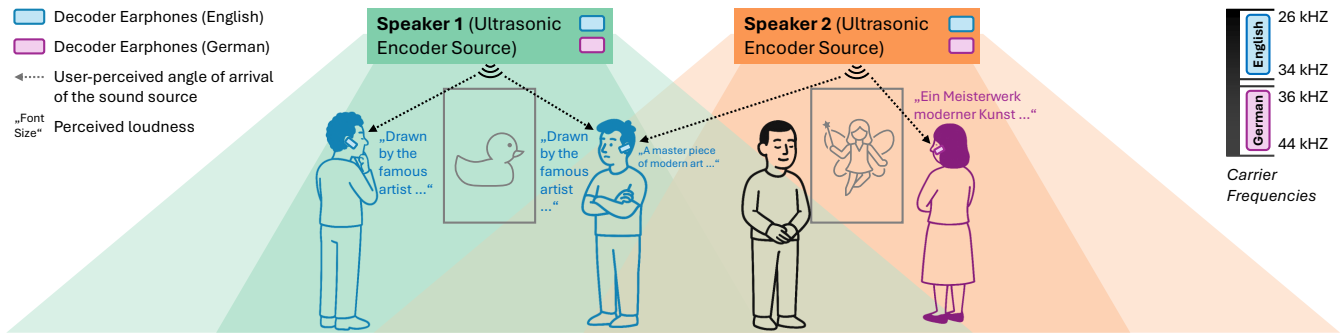 Decoder Earphones (English)
Decoder Earphones (German)
User-perceived angle of arrival
of the sound source
„Font
Size“
Perceived loudness
Speaker 1 (Ultrasonic
Encoder Source)
Speaker 2 (Ultrasonic
Encoder Source)
„Drawn
by the
famous
artist ...“
„Drawn
by the
famous
artist
...“
„A master piece
of modern art ...“
„Ein Meisterwerk
moderner Kunst ...“
26 kHZ
English
34 kHZ
36 kHZ
German
44 kHZ
Carrier
Frequencies